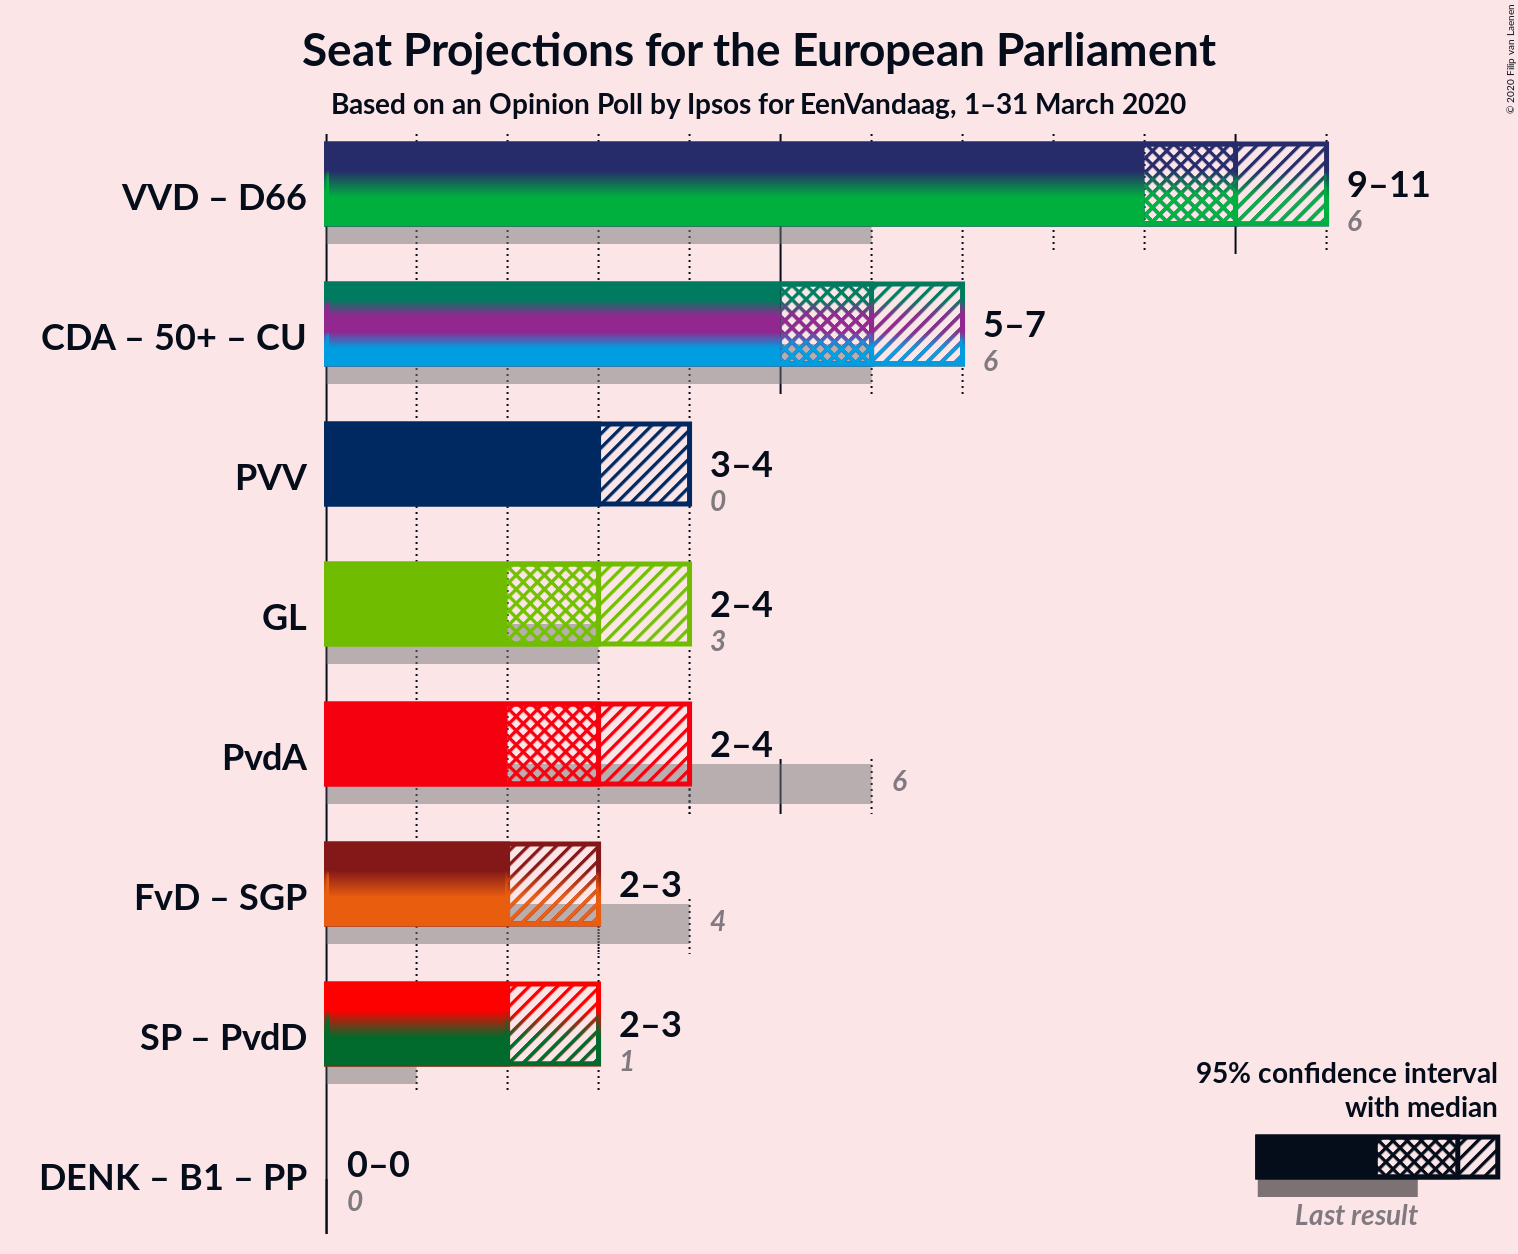 Seat Projections for the European Parliament
Based on an Opinion Poll by Ipsos for EenVandaag, 1–31 March 2020
© 2020 Filip van Laenen
VVD – D66
9–11
6
CDA – 50+ – CU
5–7
6
PVV
3–4
0
GL
2–4
3
PvdA
2–4
6
FvD – SGP
2–3
4
SP – PvdD
2–3
1
DENK – B1 – PP
0–0
0
95% confidence interval
with median
Last result